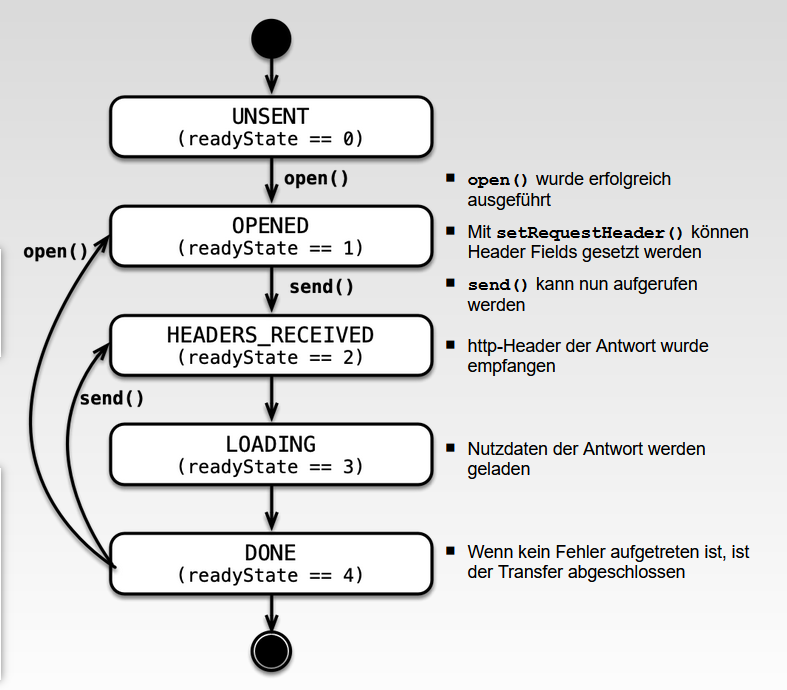 UNSENT
(readyState == 0)
open()
■ open() wurde erfolgreich
ausgeführt
OPENED
(readyState == 1)
■ Mit setRequestHeader() können
Header Fields gesetzt werden
open()
send()
■ send() kann nun aufgerufen
werden
HEADERS_RECEIVED
(readyState == 2)
■ http-Header der Antwort wurde
empfangen
send()
LOADING
(readyState == 3)
■ Nutzdaten der Antwort werden
geladen
DONE
(readyState == 4)
■ Wenn kein Fehler aufgetreten ist, ist
der Transfer abgeschlossen